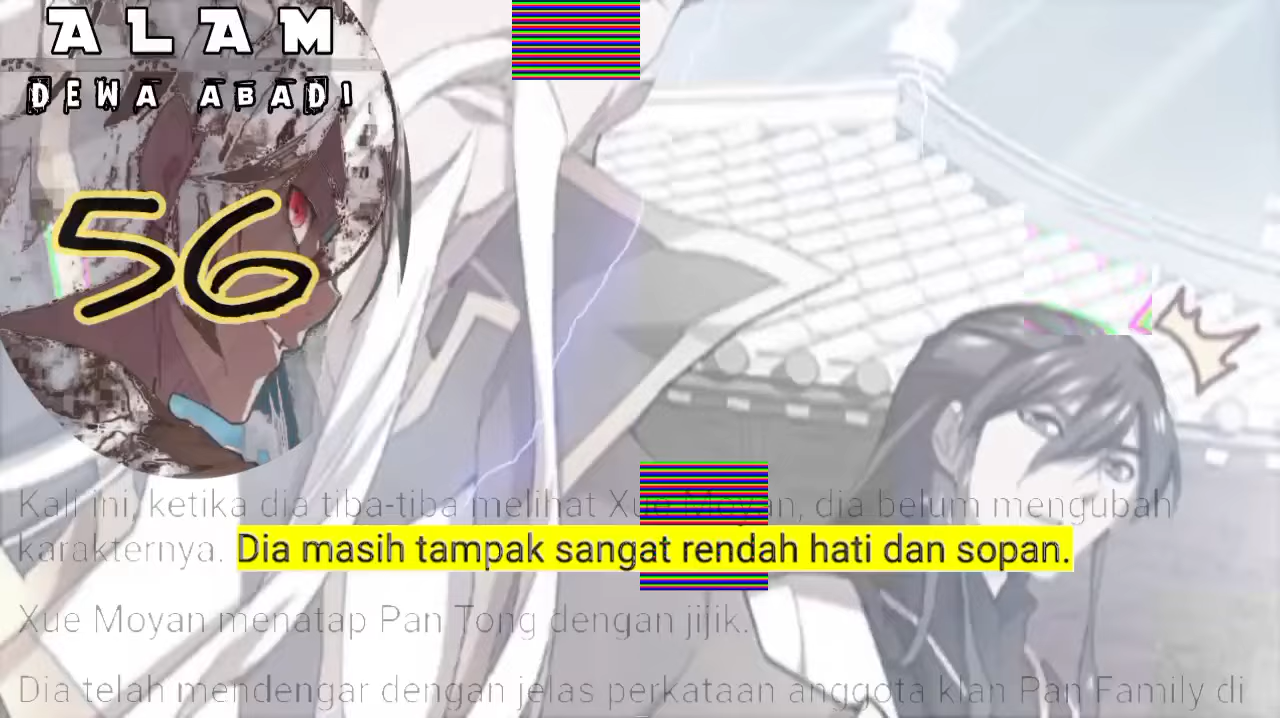 ALAM
DEWA ABADI
56
Kali ini, ketika dia tiba-tiba melihat Xue Moyan, dia belum mengubah
karakternya. Dia masih tampak sangat rendah hati dan sopan.
Xue Moyan menatap Pan Tong dengan jijik.
Dia telah mendengar dengan jelas perkataan anggota klan Pan Family di